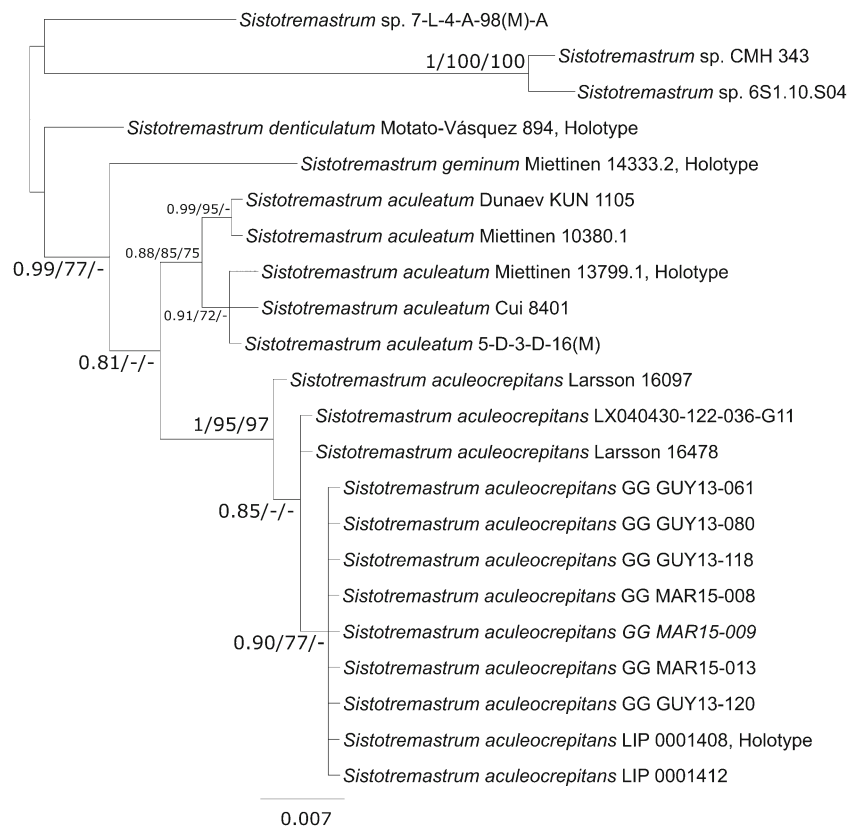 Sistotremastrum sp. 7-L-4-A-98(M)-A
1/100/100
Sistotremastrum sp. CMH 343
Sistotremastrum sp. 6S1.10.S04
Sistotremastrum denticulatum Motato-Vásquez 894, Holotype
Sistotremastrum geminum Miettinen 14333.2, Holotype
0.99/95/-
Sistotremastrum aculeatum Dunaev KUN 1105
Sistotremastrum aculeatum Miettinen 10380.1
0.88/85/75
0.99/77/-
Sistotremastrum aculeatum Miettinen 13799.1, Holotype
Sistotremastrum aculeatum Cui 8401
0.91/72/-
Sistotremastrum aculeatum 5-D-3-D-16(M)
0.81/-/-
Sistotremastrum aculeocrepitans Larsson 16097
Sistotremastrum aculeocrepitans LX040430-122-036-G11
1/95/97
Sistotremastrum aculeocrepitans Larsson 16478
Sistotremastrum aculeocrepitans GG GUY13-061
0.85/-/-
Sistotremastrum aculeocrepitans GG GUY13-080
Sistotremastrum aculeocrepitans GG GUY13-118
Sistotremastrum aculeocrepitans GG MAR15-008
Sistotremastrum aculeocrepitans GG MAR15-009
0.90/77/-
Sistotremastrum aculeocrepitans GG MAR15-013
Sistotremastrum aculeocrepitans GG GUY13-120
Sistotremastrum aculeocrepitans LIP 0001408, Holotype
Sistotremastrum aculeocrepitans LIP 0001412
0.007